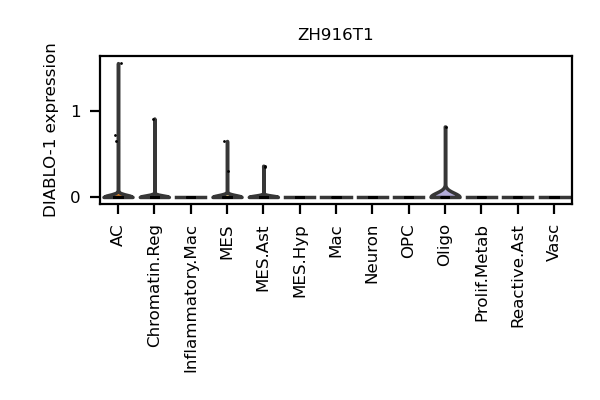 ZH916T1
DIABLO-1 expression
1
0
AC
Chromatin.Reg
Inflammatory.Mac
MES
MES.Ast
MES.Hyp
Mac
Neuron
OPC
Oligo
Prolif.Metab
Reactive.Ast
Vasc